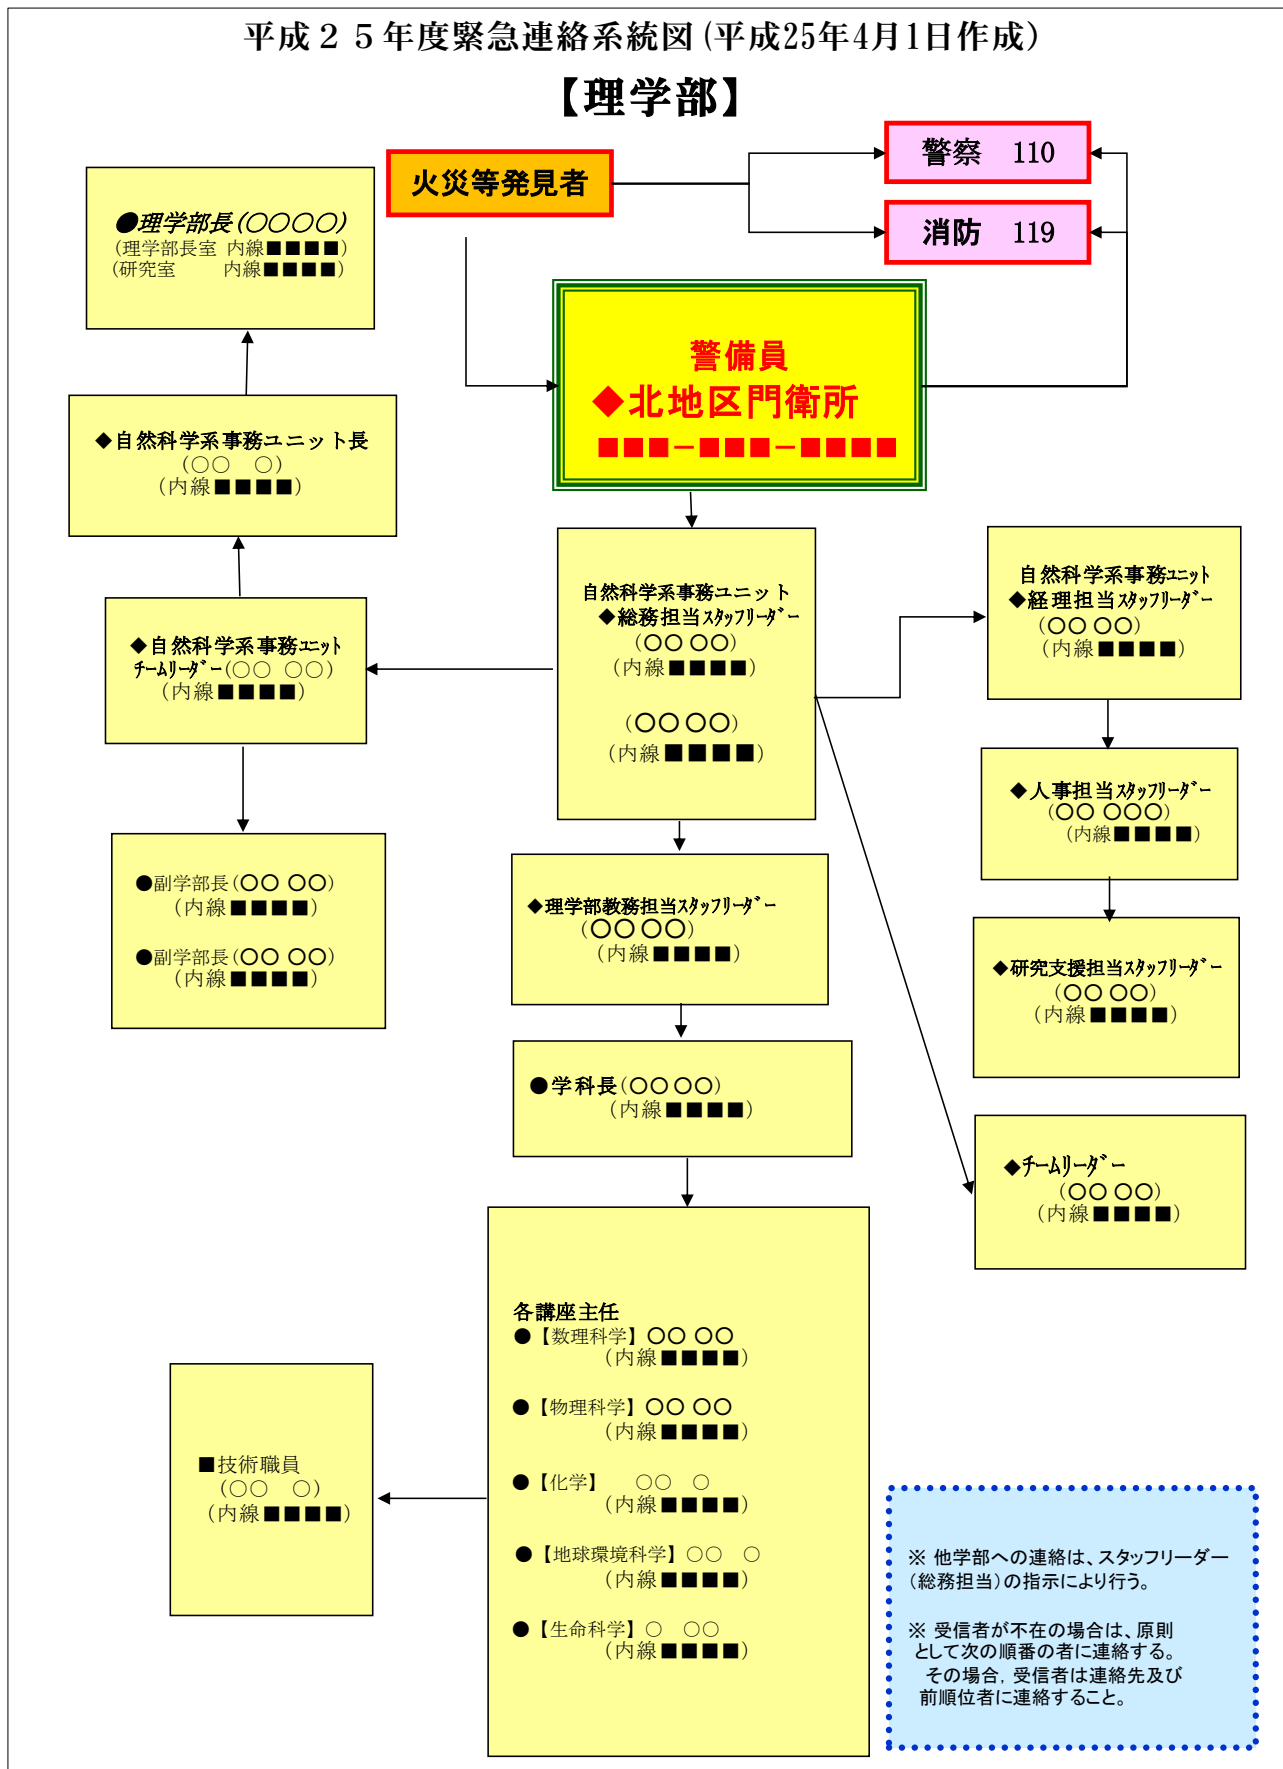 平成２５年度緊急連絡系統図(平成25年4月1日作成)
【理学部】
火災等発見者
警察　110
消防　119
●理学部長(〇〇〇〇)
(理学部長室 内線■■■■)
(研究室　　内線■■■■)
警備員
◆北地区門衛所
■■■－■■■－■■■■
◆自然科学系事務ユニット長
(○○　○)
(内線■■■■)
自然科学系事務ユニット
◆総務担当ｽﾀｯﾌﾘｰﾀﾞｰ
(〇〇 〇〇)
(内線■■■■)
(〇〇 〇〇)
(内線■■■■)
自然科学系事務ﾕﾆｯﾄ
◆経理担当ｽﾀｯﾌﾘｰﾀﾞｰ
(〇〇 〇〇)
(内線■■■■)
◆自然科学系事務ﾕﾆｯﾄ
ﾁｰﾑﾘｰﾀﾞｰ(○○　○○)
(内線■■■■)
◆人事担当ｽﾀｯﾌﾘｰﾀﾞｰ
(〇〇 〇〇〇)
(内線■■■■)
●副学部長(〇〇 〇〇)
(内線■■■■)
●副学部長(〇〇 〇〇)
(内線■■■■)
◆理学部教務担当ｽﾀｯﾌﾘｰﾀﾞｰ
(〇〇 〇〇)
(内線■■■■)
◆研究支援担当ｽﾀｯﾌﾘｰﾀﾞｰ
(〇〇 〇〇)
(内線■■■■)
●学科長(〇〇 〇〇)
(内線■■■■)
◆ﾁｰﾑﾘｰﾀﾞｰ
(〇〇 〇〇)
(内線■■■■)
各講座主任
●【数理科学】〇〇 〇〇
(内線■■■■)
●【物理科学】〇〇 〇〇
(内線■■■■)
●【化学】　○○　○
(内線■■■■)
●【地球環境科学】○○　○
(内線■■■■)
●【生命科学】○　○○
(内線■■■■)
■技術職員
(○○　○)
(内線■■■■)
※ 他学部への連絡は、スタッフリーダー
(総務担当)の指示により行う。
※ 受信者が不在の場合は、原則
として次の順番の者に連絡する。
その場合，受信者は連絡先及び
前順位者に連絡すること。